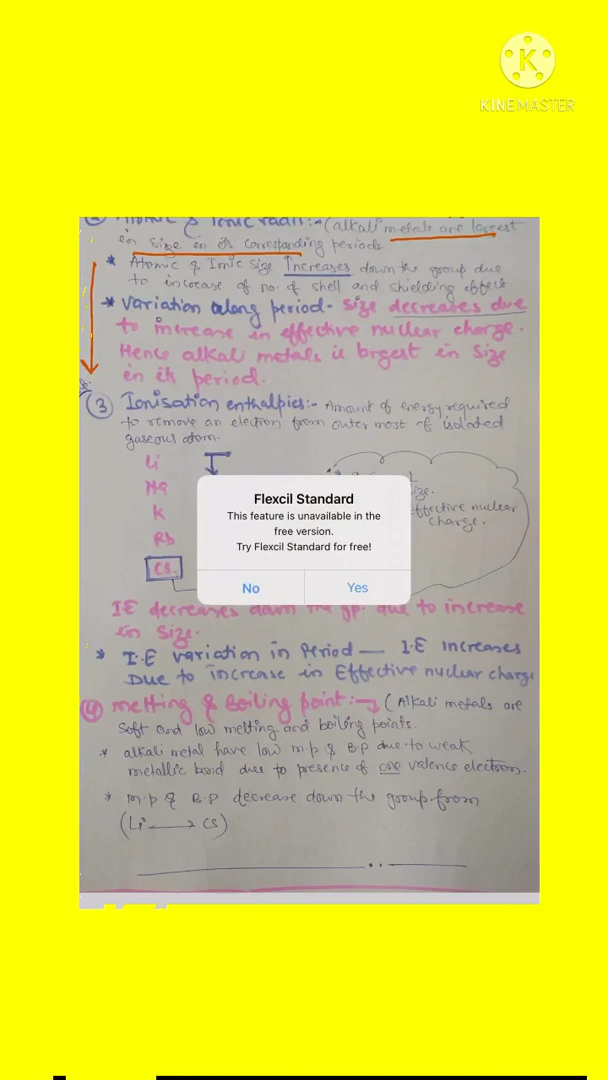 K
KINEMASTER
Atomic & Ionic radii:- (alkali metals are largest
in size in its corresponding periods
* Atomic & Ionic size Increases down the group due
to increase of no. of shell and shielding effect
* Variation along period - size decreases due
to increase in effective nuclear charge.
Hence alkali metals is largest in size
in its period.
③ Ionisation enthalpies:- Amount of energy required
to remove an election from outer most of isolated
gaseous atom.
Li
Na
K
Rb
Cs
size.
effective nuclear
charge.
Flexcil Standard
This feature is unavailable in the
free version.
Try Flexcil Standard for free!
No
Yes
I.E decreases down the gp. due to increase
in size.
* I.E variation in Period — I.E Increases
Due to increase in Effective nuclear charge
④ melting & Boiling point:→ (Alkali metals are
soft and low melting and boiling points.
* alkali metal have low m.p & B.P due to weak
metallic bond due to presence of one valence electron.
* m.p & B.P decrease down the group from
(Li → Cs)